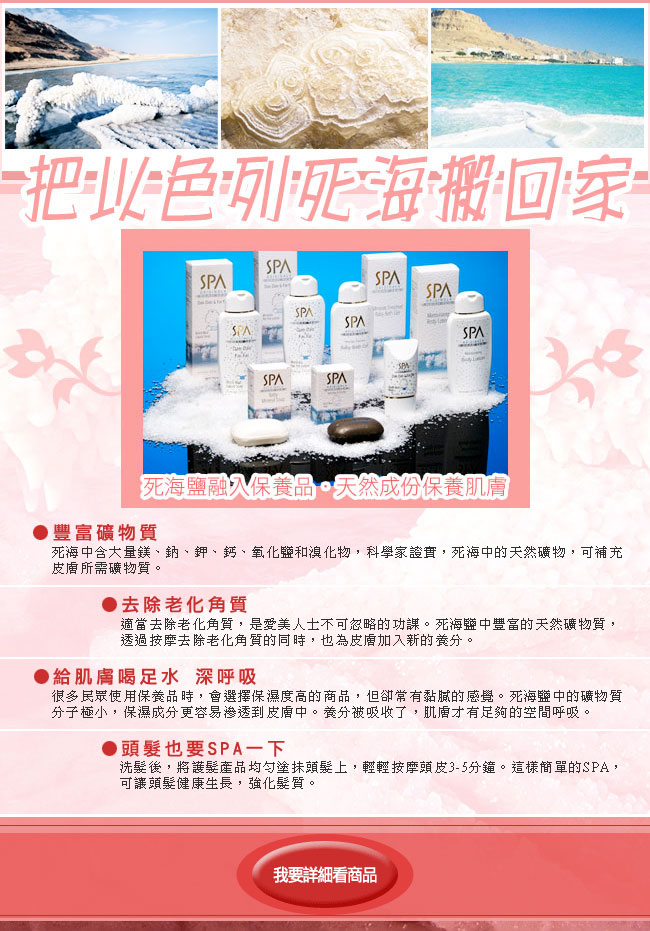 把以色列死海搬回家
SPA
SPA
SPA
SPA
SPA
SPA
SPA
SPA
SPA
SPA
SPA
死海鹽融入保養品・天然成份保養肌膚
●豐富礦物質
死海中含大量鎂、鈉、鉀、鈣、氧化鹽和溴化物，科學家證實，死海中的天然礦物，可補充
皮膚所需礦物質。
●去除老化角質
適當去除老化角質，是愛美人士不可忽略的功課。死海鹽中豐富的天然礦物質，
透過按摩去除老化角質的同時，也為皮膚加入新的養分。
●給肌膚喝足水 深呼吸
很多民眾使用保養品時，會選擇保濕度高的商品，但卻常有黏膩的感覺。死海鹽中的礦物質
分子極小，保濕成分更容易滲透到皮膚中。養分被吸收了，肌膚才有足夠的空間呼吸。
●頭髮也要SPA一下
洗髮後，將護髮產品均勻塗抹頭髮上，輕輕按摩頭皮3-5分鐘。這樣簡單的SPA，
可讓頭髮健康生長，強化髮質。
我要詳細看商品